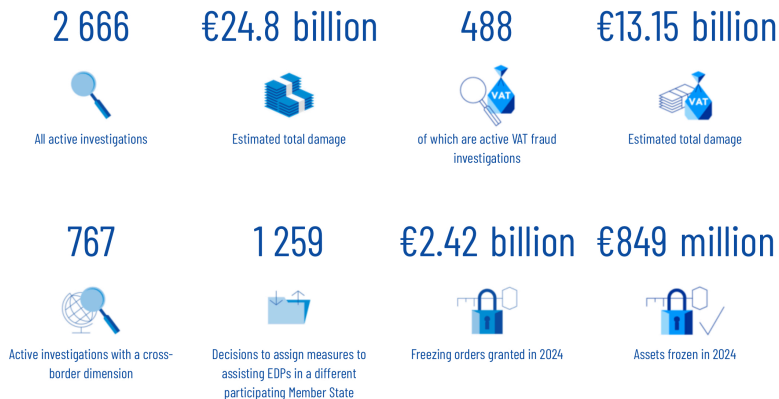 2 666
€24.8 billion
488
€13.15 billion
VAT
VAT
All active investigations
Estimated total damage
of which are active VAT fraud
investigations
Estimated total damage
767
1 259
€2.42 billion
€849 million
Active investigations with a cross-
border dimension
Decisions to assign measures to
assisting EDPs in a different
participating Member State
Freezing orders granted in 2024
Assets frozen in 2024